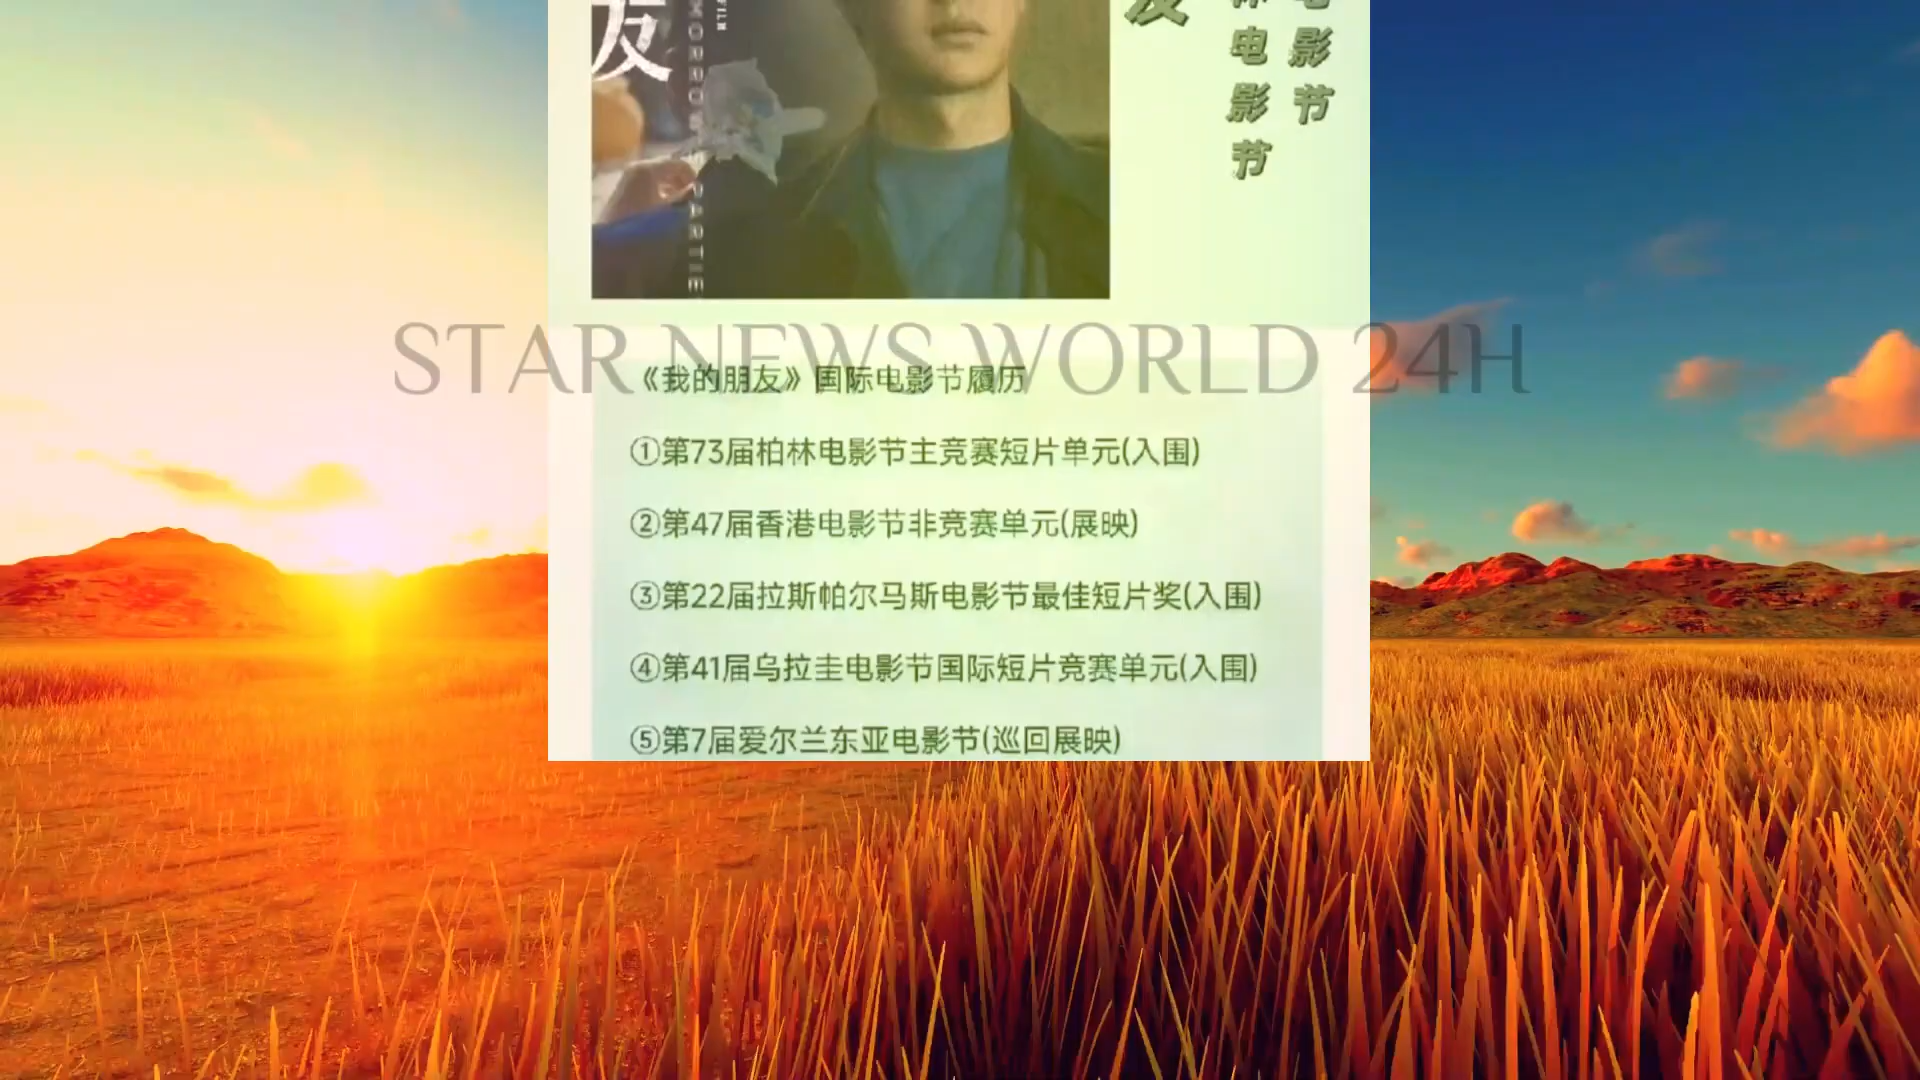 友
FILM
友
电影节
电影节
STAR NEWS WORLD 24H
《我的朋友》国际电影节履历
①第73届柏林电影节主竞赛短片单元(入围)
②第47届香港电影节非竞赛单元(展映)
③第22届拉斯帕尔马斯电影节最佳短片奖(入围)
④第41届乌拉圭电影节国际短片竞赛单元(入围)
⑤第7届爱尔兰东亚电影节(巡回展映)